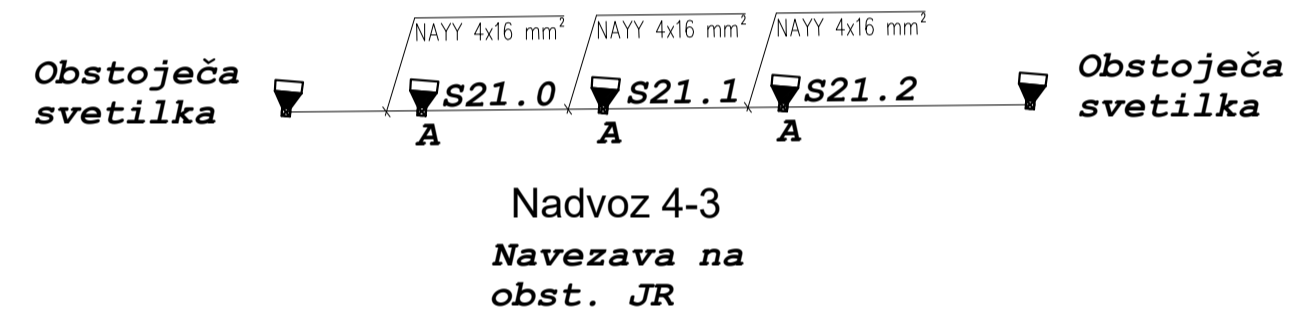 NAYY 4x16 mm² NAYY 4x16 mm² NAYY 4x16 mm²
Obstoječa
svetilka
S21.0 S21.1 S21.2
Obstoječa
svetilka
A A A
Nadvoz 4-3
Navezava na
obst. JR